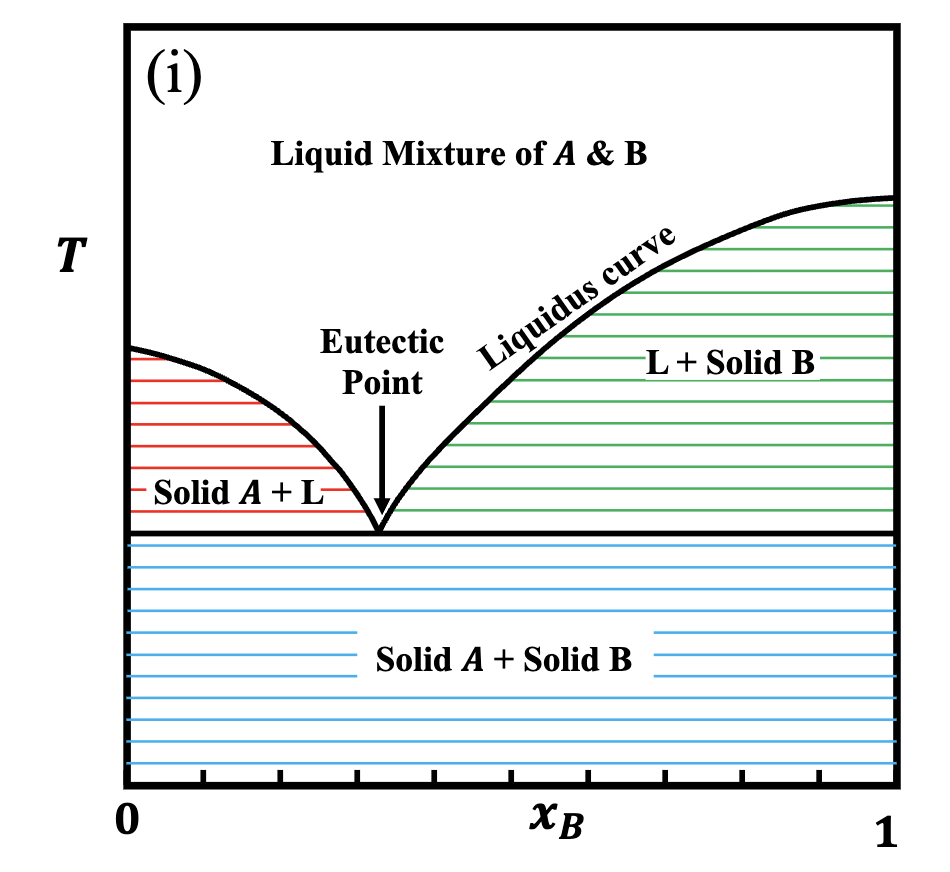 (i)
Liquid Mixture of A & B
T
Liquidus curve
Eutectic
Point
L + Solid B
Solid A + L
Solid A + Solid B
0
x_B
1